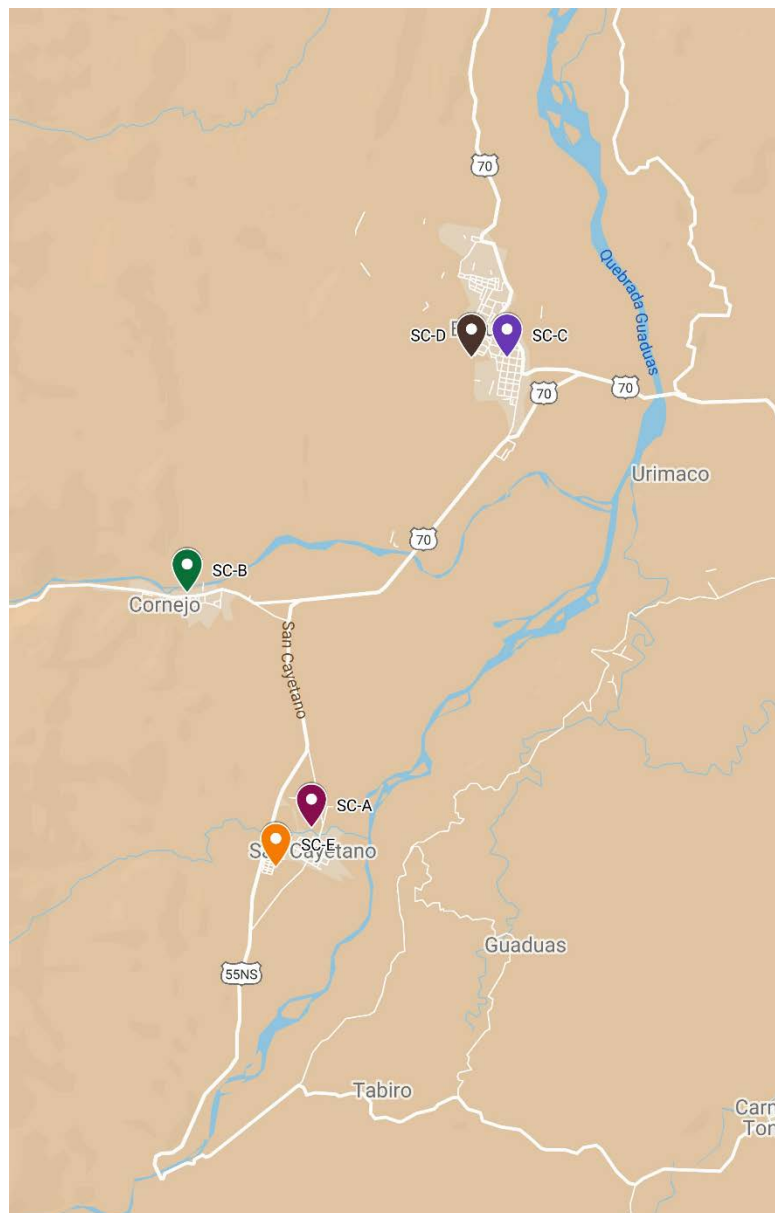 70
Quebrada Guaduas
SC-D
SC-C
70
70
Urimaco
70
SC-B
Cornejo
San Cayetano
SC-A
SC-E
San Cayetano
Guaduas
55NS
Tabiro